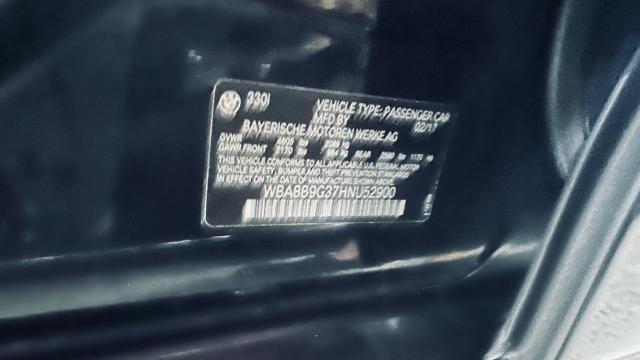 330i
VEHICLE TYPE: PASSENGER CAR
MFD BY 02/17
BAYERISCHE MOTOREN WERKE AG
GVWR
GAWR FRONT REAR
THIS VEHICLE CONFORMS TO ALL APPLICABLE U.S. FEDERAL MOTOR
VEHICLE SAFETY, BUMPER AND THEFT PREVENTION STANDARDS
IN EFFECT ON THE DATE OF MANUFACTURE SHOWN ABOVE.
WBA8B9G37HNU52900